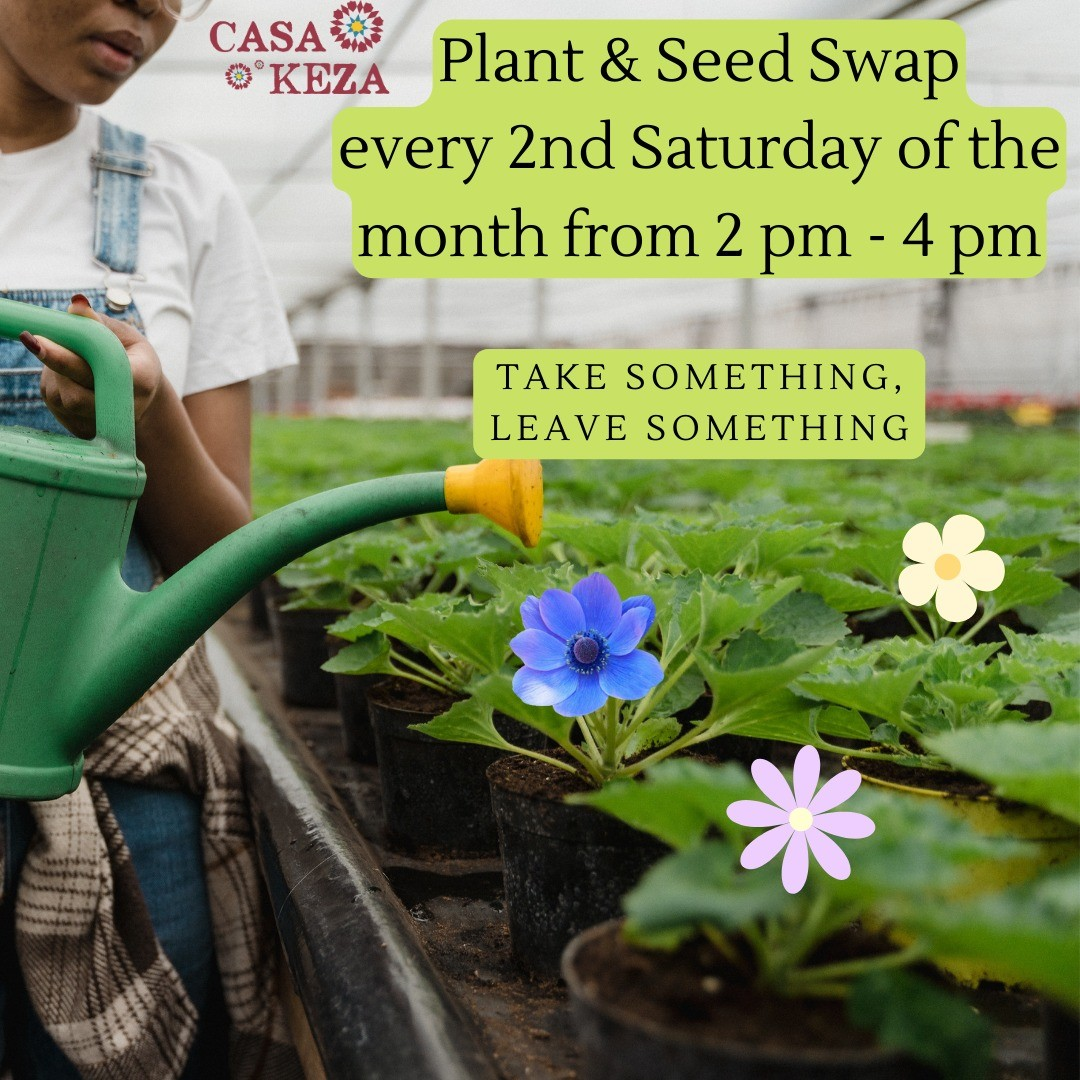 CASA
KEZA
Plant & Seed Swap
every 2nd Saturday of the
month from 2 pm - 4 pm
TAKE SOMETHING,
LEAVE SOMETHING